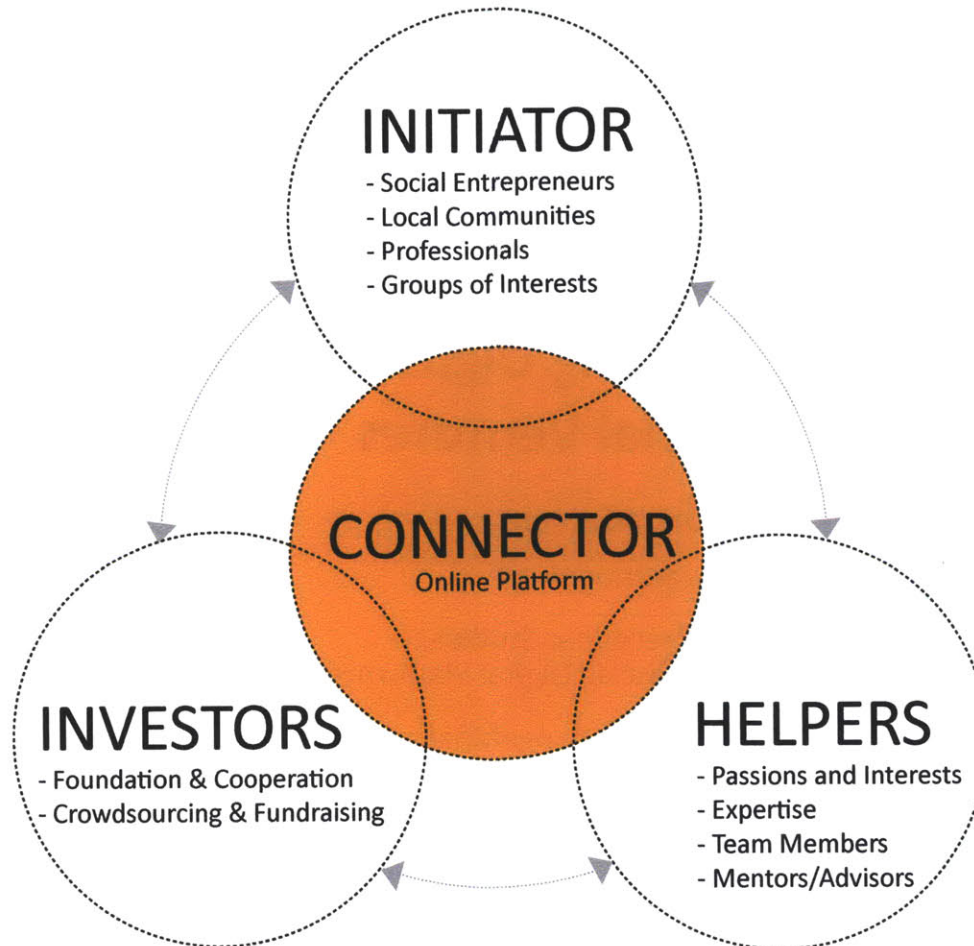 INITIATOR
- Social Entrepreneurs
- Local Communities
- Professionals
- Groups of Interests
CONNECTOR
Online Platform
INVESTORS
- Foundation & Cooperation
- Crowdsourcing & Fundraising
HELPERS
- Passions and Interests
- Expertise
- Team Members
- Mentors/Advisors